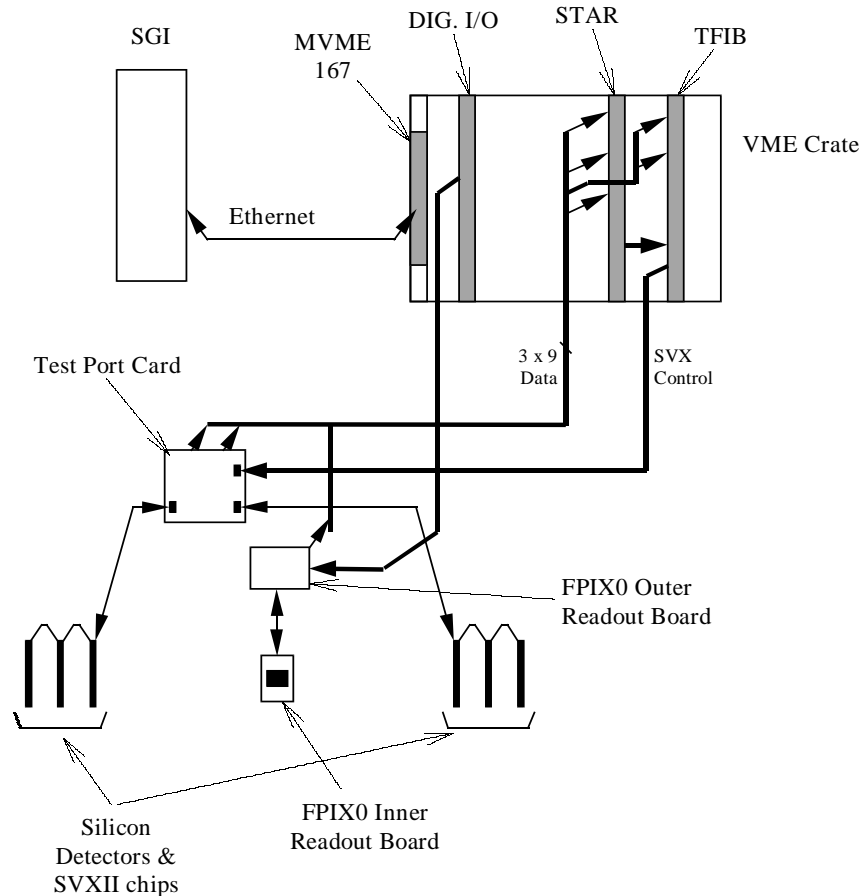 SGI
MVME
167
DIG. I/O
STAR
TFIB
VME Crate
Ethernet
3 x 9
Data
SVX
Control
Test Port Card
FPIX0 Outer
Readout Board
FPIX0 Inner
Readout Board
Silicon
Detectors &
SVXII chips